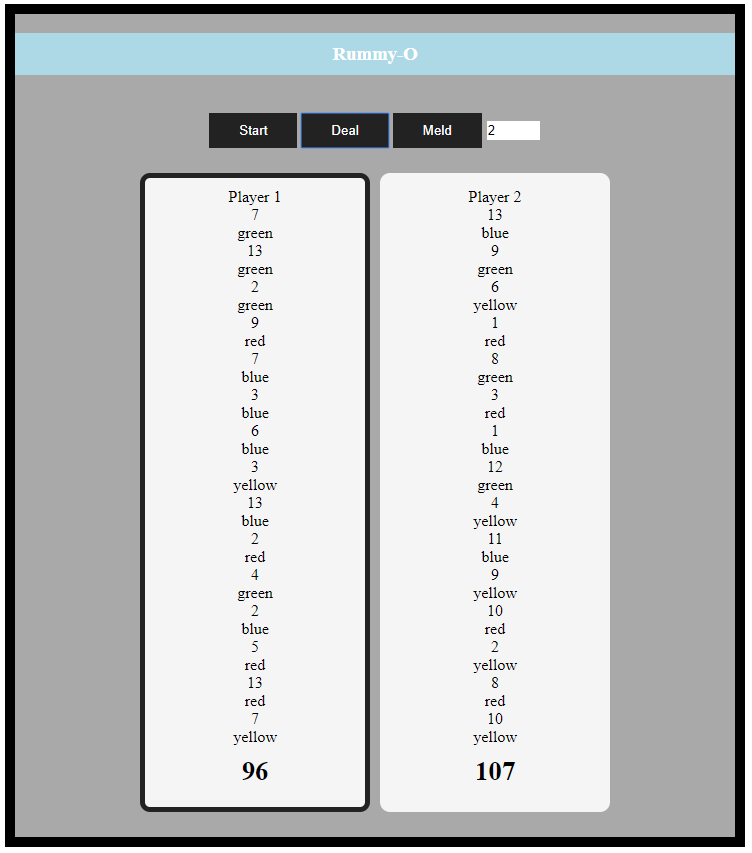 Rummy-O
Start Deal Meld 2
Player 1
7
green
13
green
2
green
9
red
7
blue
3
blue
6
blue
3
yellow
13
blue
2
red
4
green
2
blue
5
red
13
red
7
yellow
96
Player 2
13
blue
9
green
6
yellow
1
red
8
green
3
red
1
blue
12
green
4
yellow
11
blue
9
yellow
10
red
2
yellow
8
red
10
yellow
107